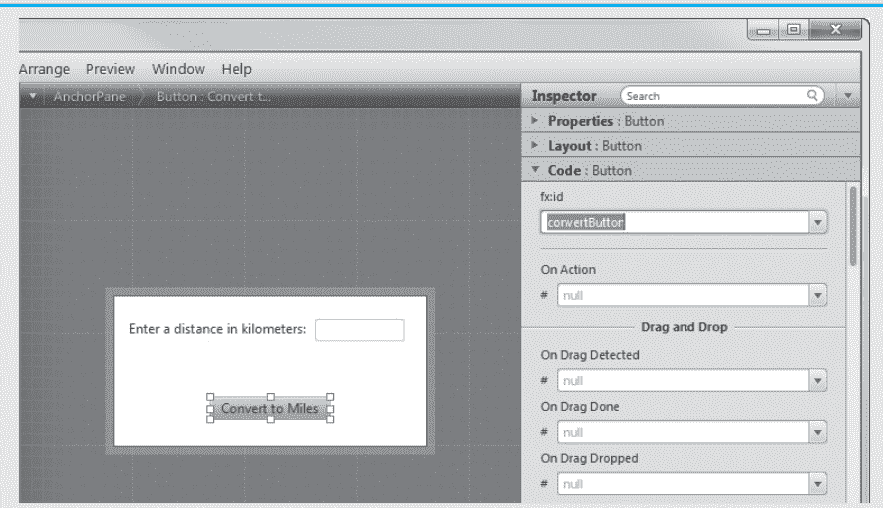 Arrange Preview Window Help
AnchorPane Button : Convert t...
Inspector Search
Properties : Button
Layout : Button
Code : Button
fx:id
convertButton
On Action
# null
Drag and Drop
On Drag Detected
# null
On Drag Done
# null
On Drag Dropped
# null
Enter a distance in kilometers:
Convert to Miles